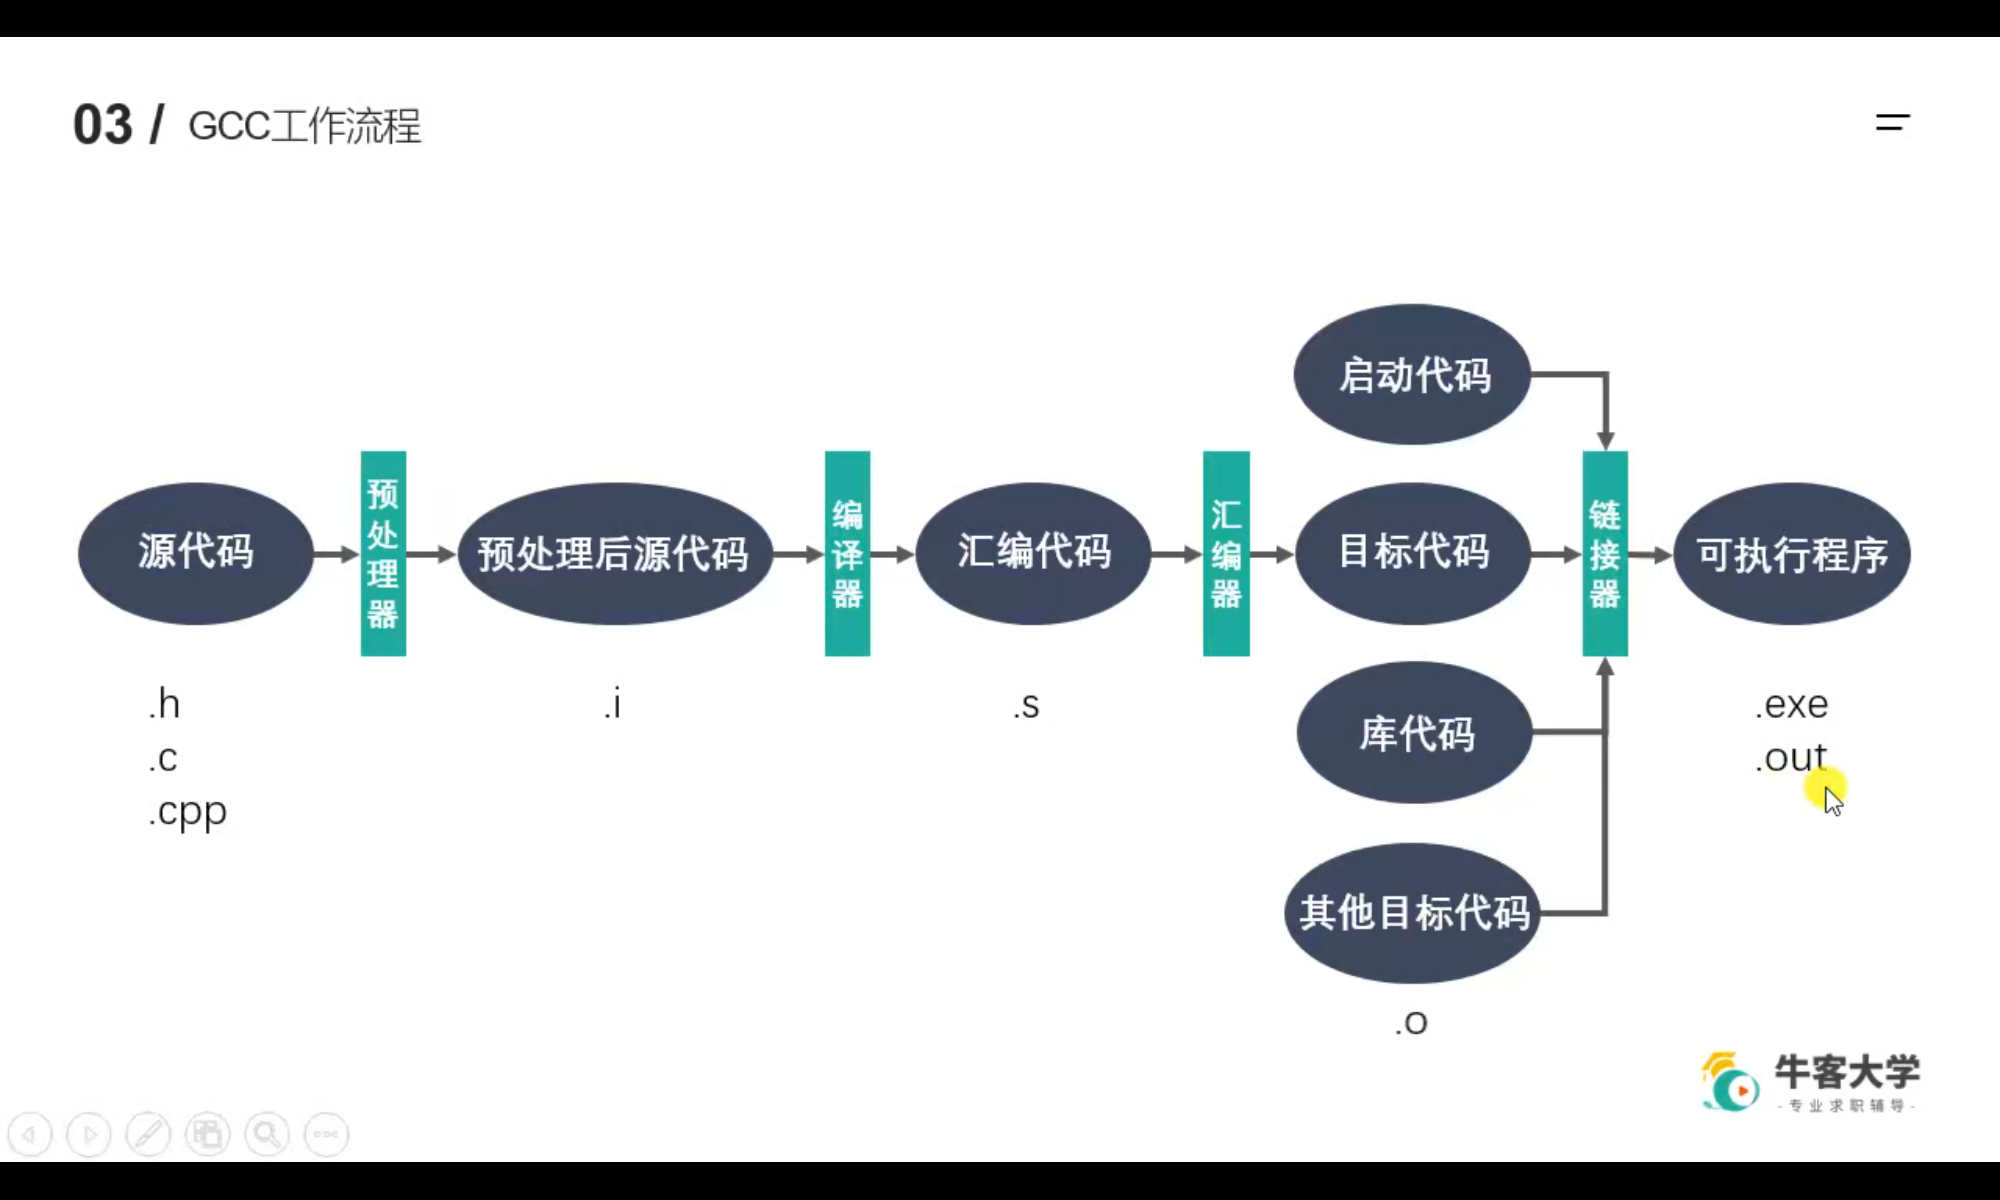 03 / GCC工作流程
启动代码
源代码
预处理器
预处理后源代码
编译器
汇编代码
汇编器
目标代码
链接器
可执行程序
.h
.c
.cpp
.i
.s
库代码
其他目标代码
.o
.exe
.out
牛客大学
-专业求职辅导-